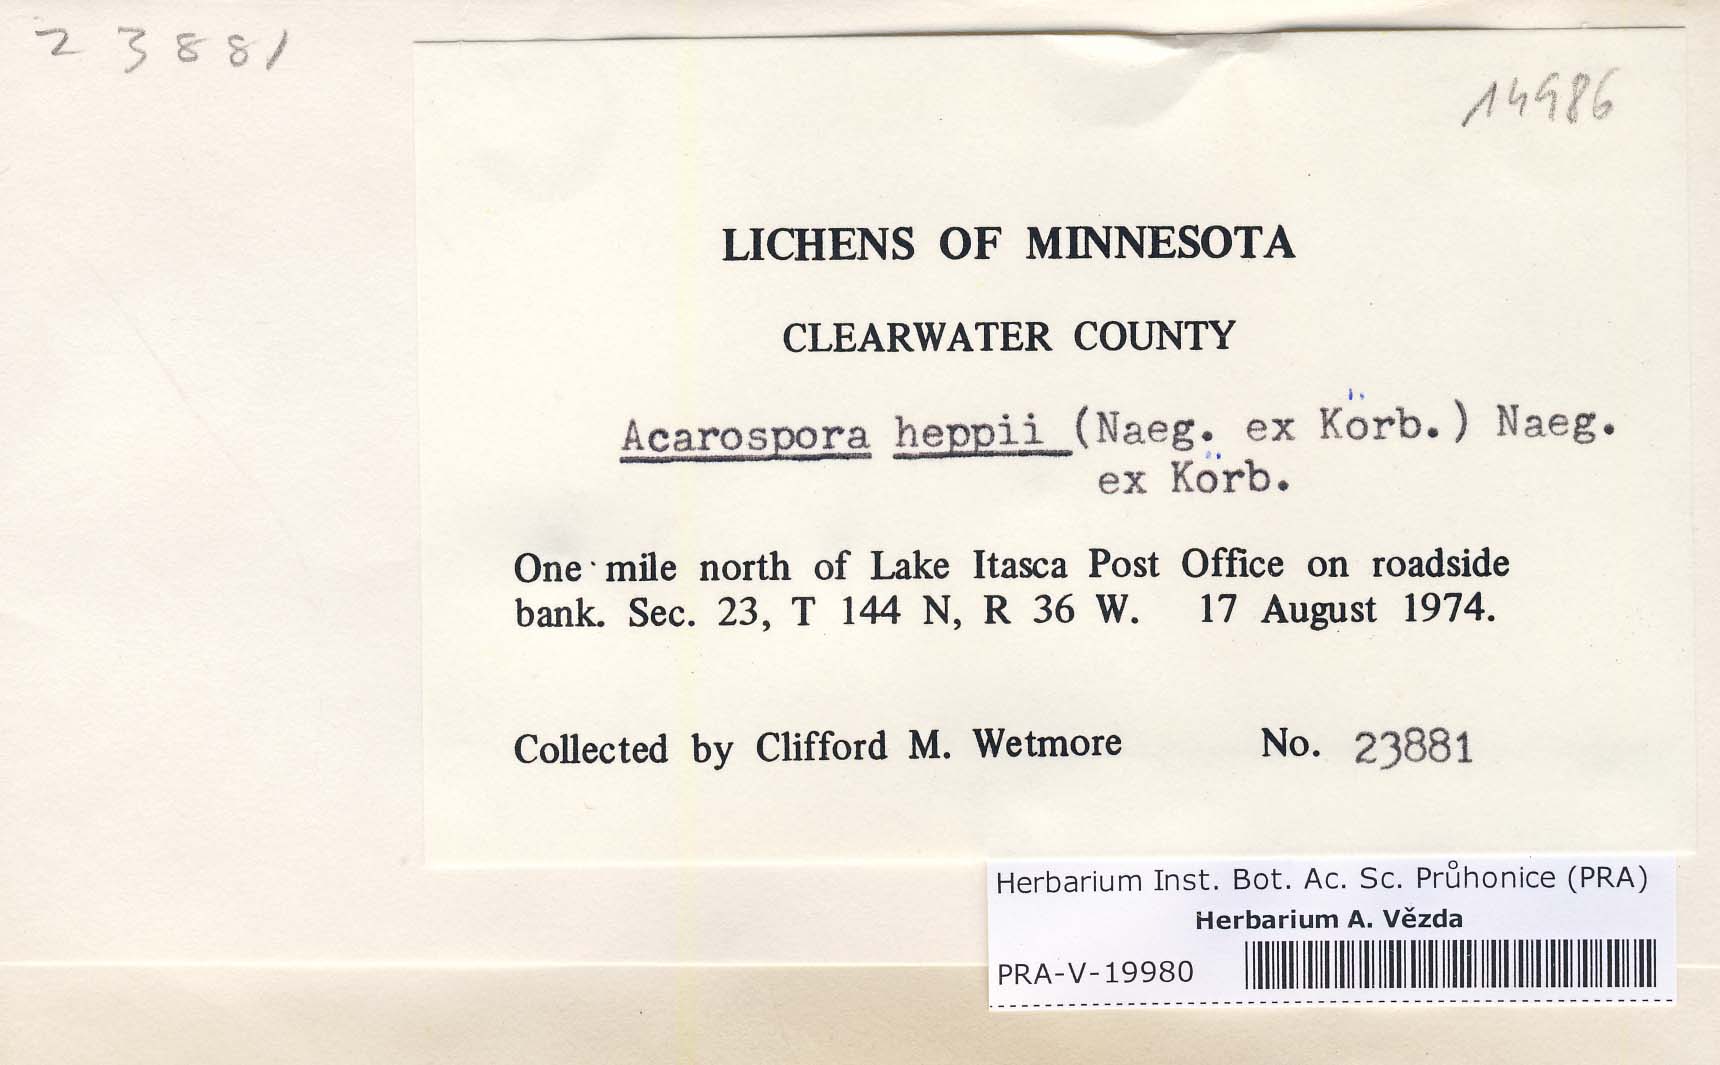 23881
14986
LICHENS OF MINNESOTA
CLEARWATER COUNTY
Acarospora heppii (Naeg. ex Körb.) Naeg.
ex Körb.
One mile north of Lake Itasca Post Office on roadside
bank. Sec. 23, T 144 N, R 36 W. 17 August 1974.
Collected by Clifford M. Wetmore No. 23881
Herbarium Inst. Bot. Ac. Sc. Průhonice (PRA)
Herbarium A. Vězda
PRA-V-19980